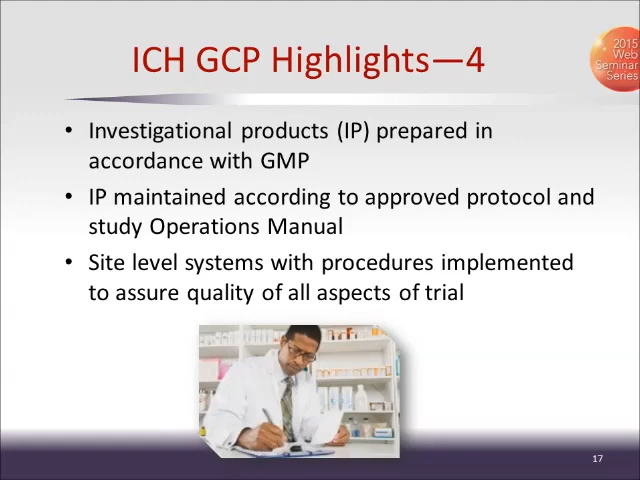 ICH GCP Highlights—4
2015
Web
Seminar
Series
• Investigational products (IP) prepared in
accordance with GMP
• IP maintained according to approved protocol and
study Operations Manual
• Site level systems with procedures implemented
to assure quality of all aspects of trial
17